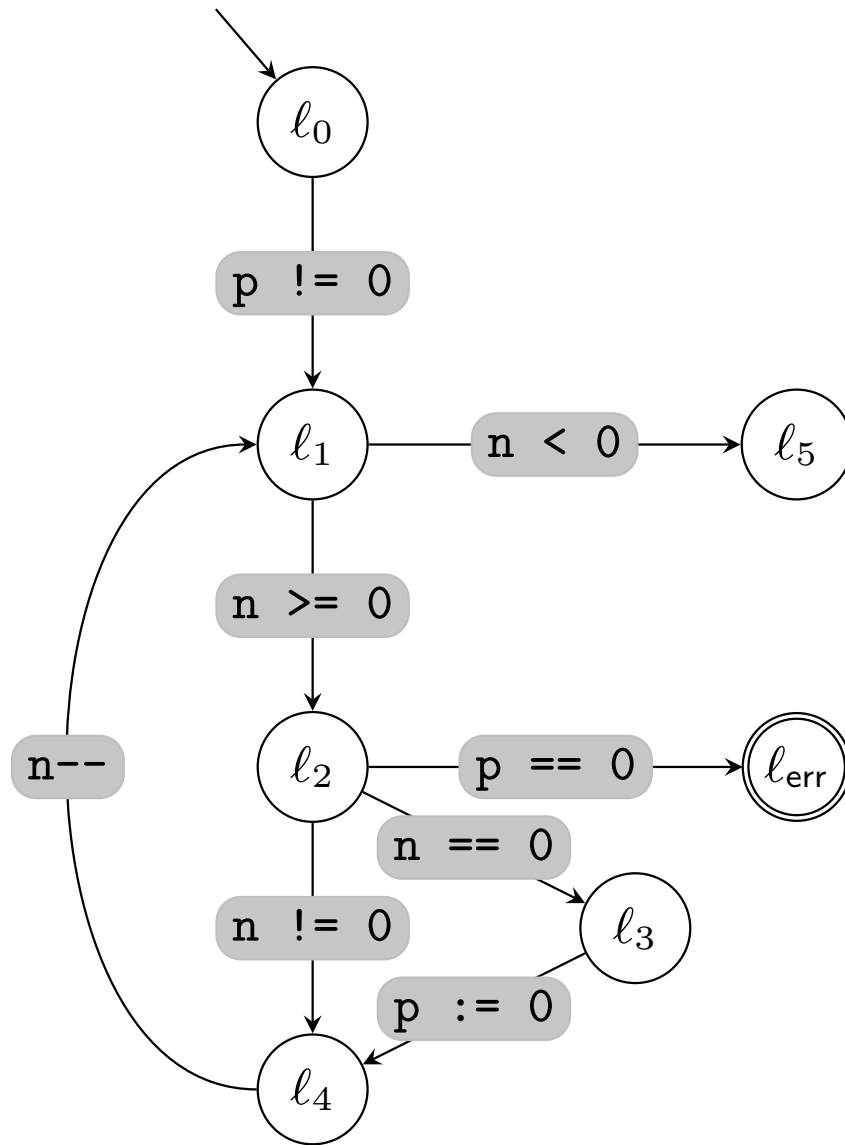 ℓ0
p != 0
ℓ1
n < 0
ℓ5
n >= 0
n--
ℓ2
p == 0
ℓerr
n == 0
n != 0
ℓ3
p := 0
ℓ4